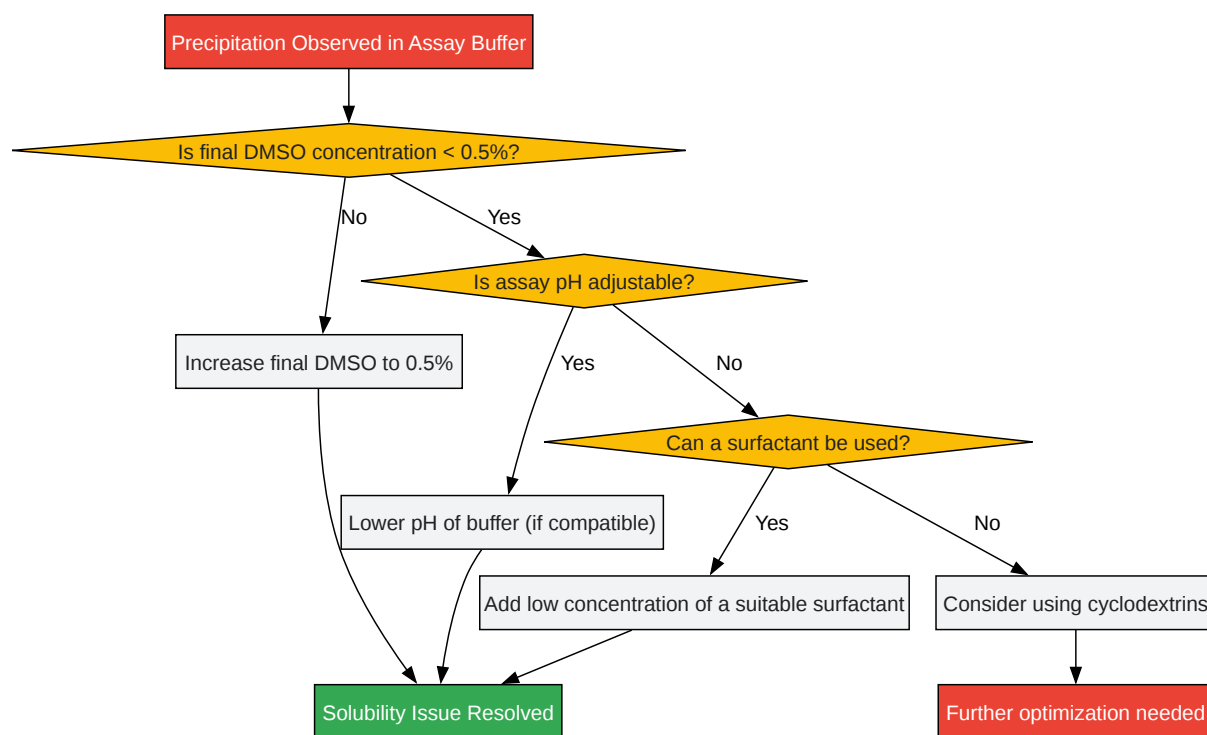 Precipitation Observed in Assay Buffer
Is final DMSO concentration < 0.5%?
No
Yes
Is assay pH adjustable?
Increase final DMSO to 0.5%
Yes
No
Can a surfactant be used?
Lower pH of buffer (if compatible)
Yes
No
Add low concentration of a suitable surfactant
Consider using cyclodextrins
Solubility Issue Resolved
Further optimization needed